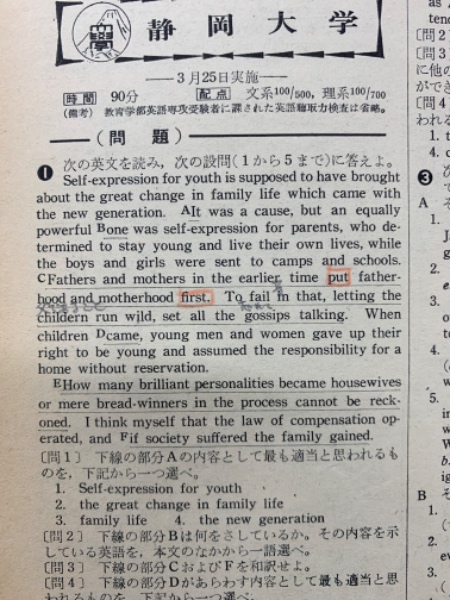 静岡大学
―3月25日実施―
時間 90分 配点 文系100/500, 理系100/700
(備考) 教育学部英語専攻受験者に課された英語聴取力検査は省略。
―(問題)―
❶ 次の英文を読み,次の設問(1から5まで)に答えよ。
Self-expression for youth is supposed to have brought
about the great change in family life which came with
the new generation. AIt was a cause, but an equally
powerful Bone was self-expression for parents, who de-
termined to stay young and live their own lives, while
the boys and girls were sent to camps and schools.
CFathers and mothers in the earlier time put father-
hood and motherhood first. To fail in that, letting the
childern run wild, set all the gossips talking. When
children Dcame, young men and women gave up their
right to be young and assumed the responsibility for a
home without reservation.
EHow many brilliant personalities became housewives
or mere bread-winners in the process cannot be reck-
oned. I think myself that the law of compensation op-
erated, and Fif society suffered the family gained.
〔問1〕 下線の部分Aの内容として最も適当と思われるも
のを,下記から一つ選べ。
1. Self-expression for youth
2. the great change in family life
3. family life 4. the new generation
〔問2〕 下線の部分Bは何をさしているか。その内容を示
している英語を,本文のなかから一語選べ。
〔問3〕 下線の部分CおよびFを和訳せよ。
〔問4〕 下線の部分Dがあらわす内容として最も適当と思
われるものを,下記から一つ選べ。